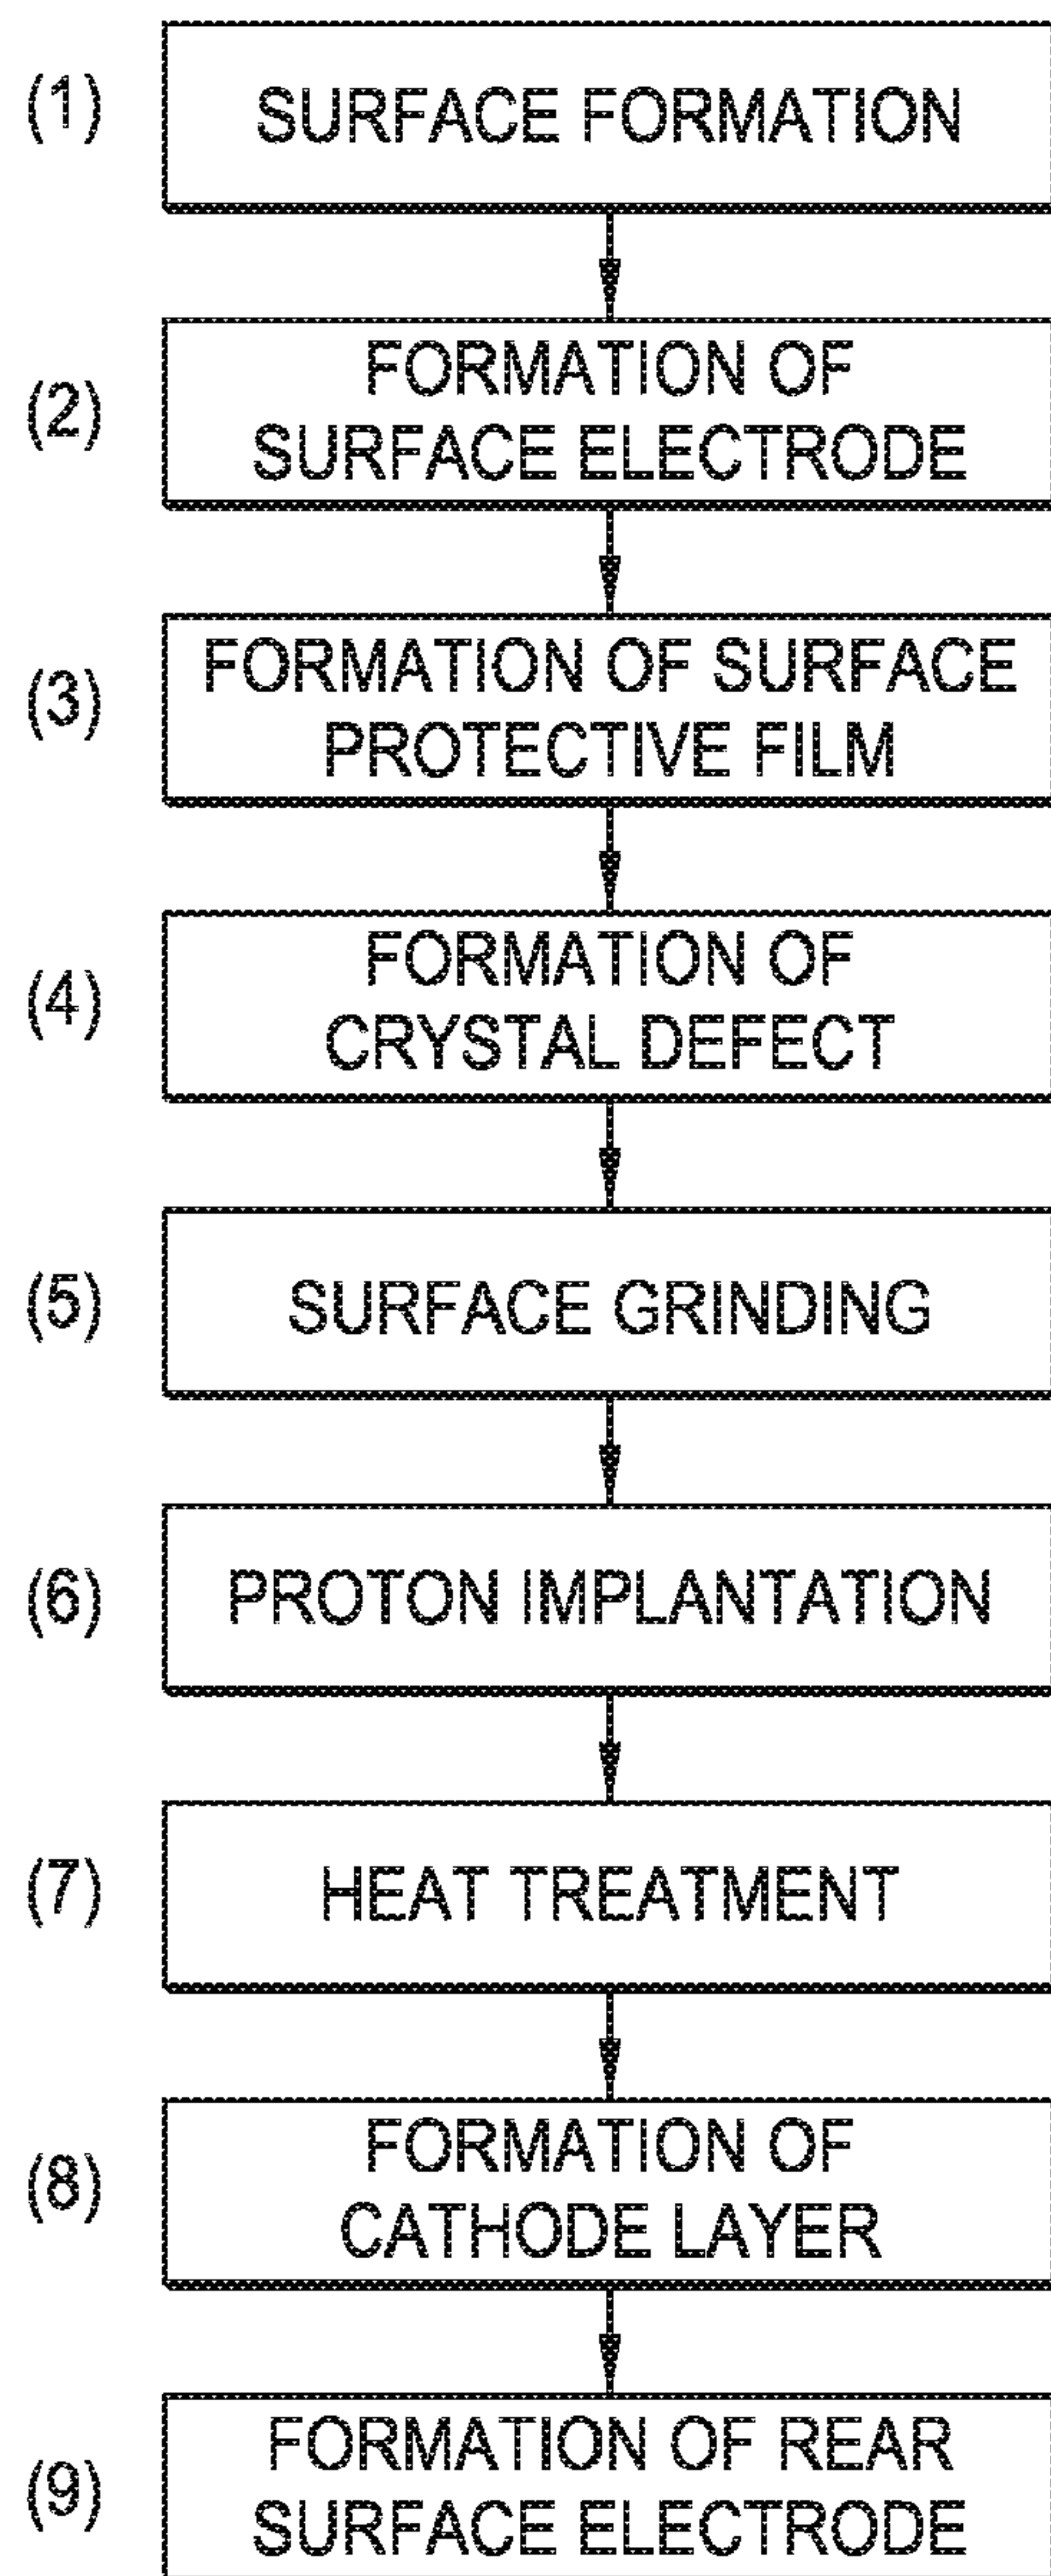 (1) SURFACE FORMATION
(2) FORMATION OF
SURFACE ELECTRODE
(3) FORMATION OF SURFACE
PROTECTIVE FILM
(4) FORMATION OF
CRYSTAL DEFECT
(5) SURFACE GRINDING
(6) PROTON IMPLANTATION
(7) HEAT TREATMENT
(8) FORMATION OF
CATHODE LAYER
(9) FORMATION OF REAR
SURFACE ELECTRODE